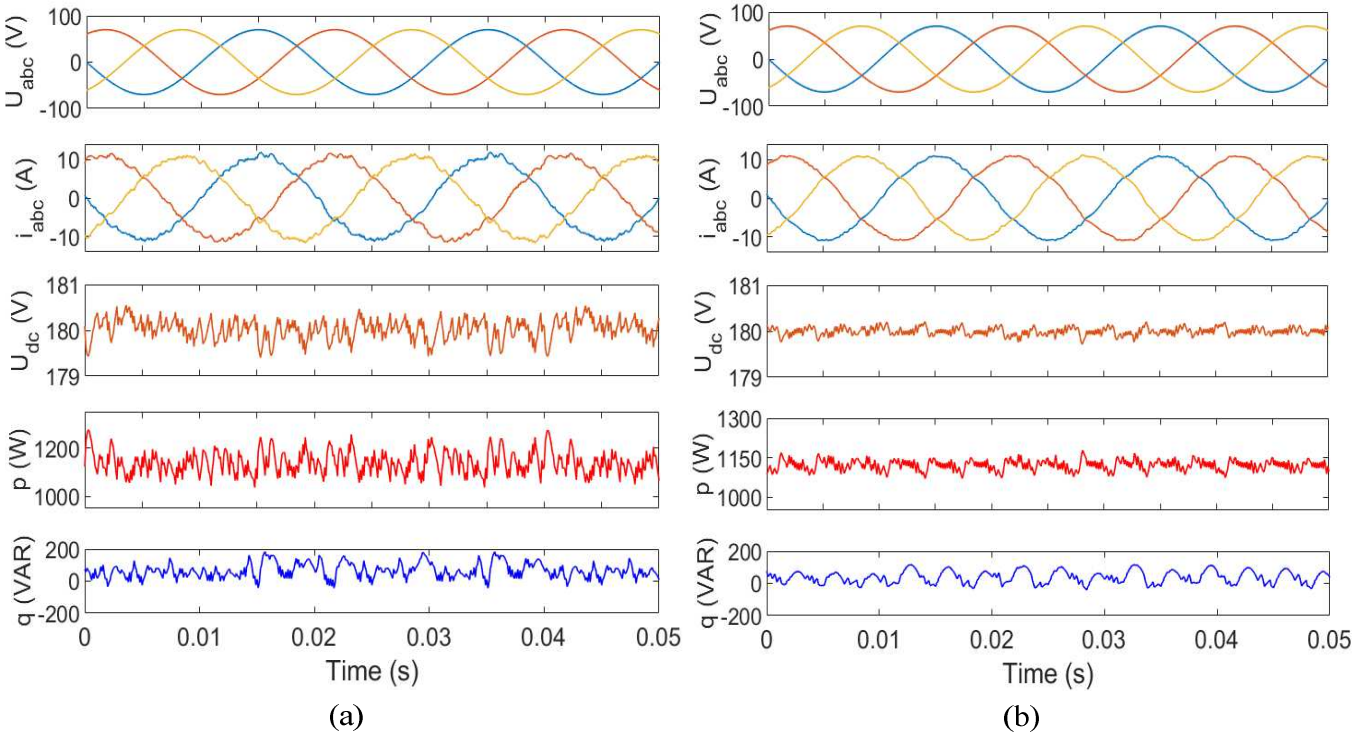 100
0
-100
U_abc (V)
10
0
-10
i_abc (A)
181
180
179
U_dc (V)
1200
1000
p (W)
200
0
-200
q (VAR)
0 0.01 0.02 0.03 0.04 0.05
Time (s)
(a)
100
0
-100
U_abc (V)
10
0
-10
i_abc (A)
181
180
179
U_dc (V)
1300
1150
1000
p (W)
200
0
-200
q (VAR)
0 0.01 0.02 0.03 0.04 0.05
Time (s)
(b)